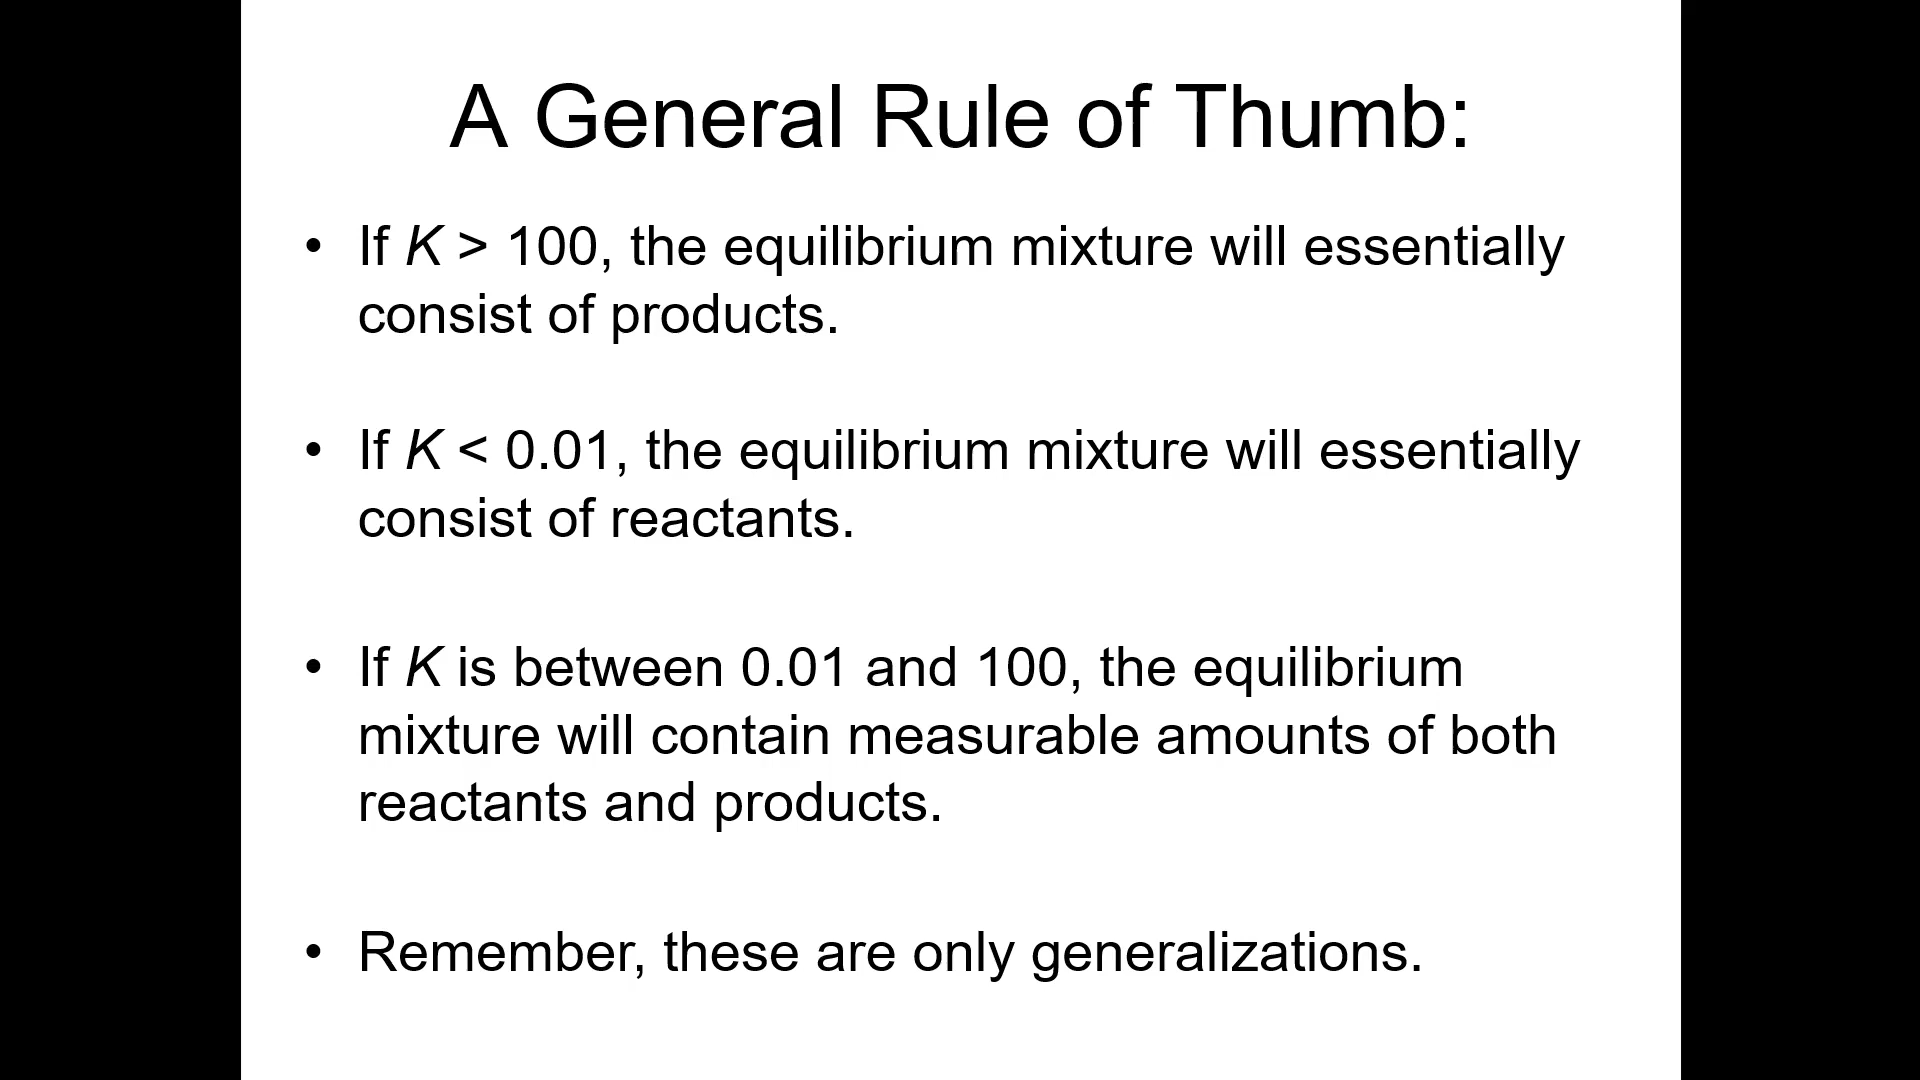 A General Rule of Thumb:
• If K > 100, the equilibrium mixture will essentially
consist of products.
• If K < 0.01, the equilibrium mixture will essentially
consist of reactants.
• If K is between 0.01 and 100, the equilibrium
mixture will contain measurable amounts of both
reactants and products.
• Remember, these are only generalizations.